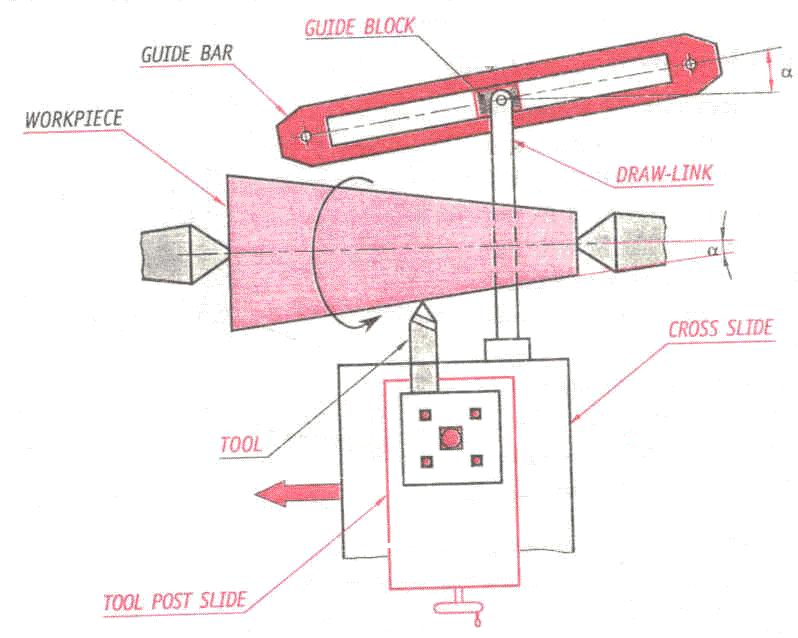 GUIDE BLOCK
GUIDE BAR
α
WORKPIECE
DRAW-LINK
α
CROSS SLIDE
TOOL
TOOL POST SLIDE